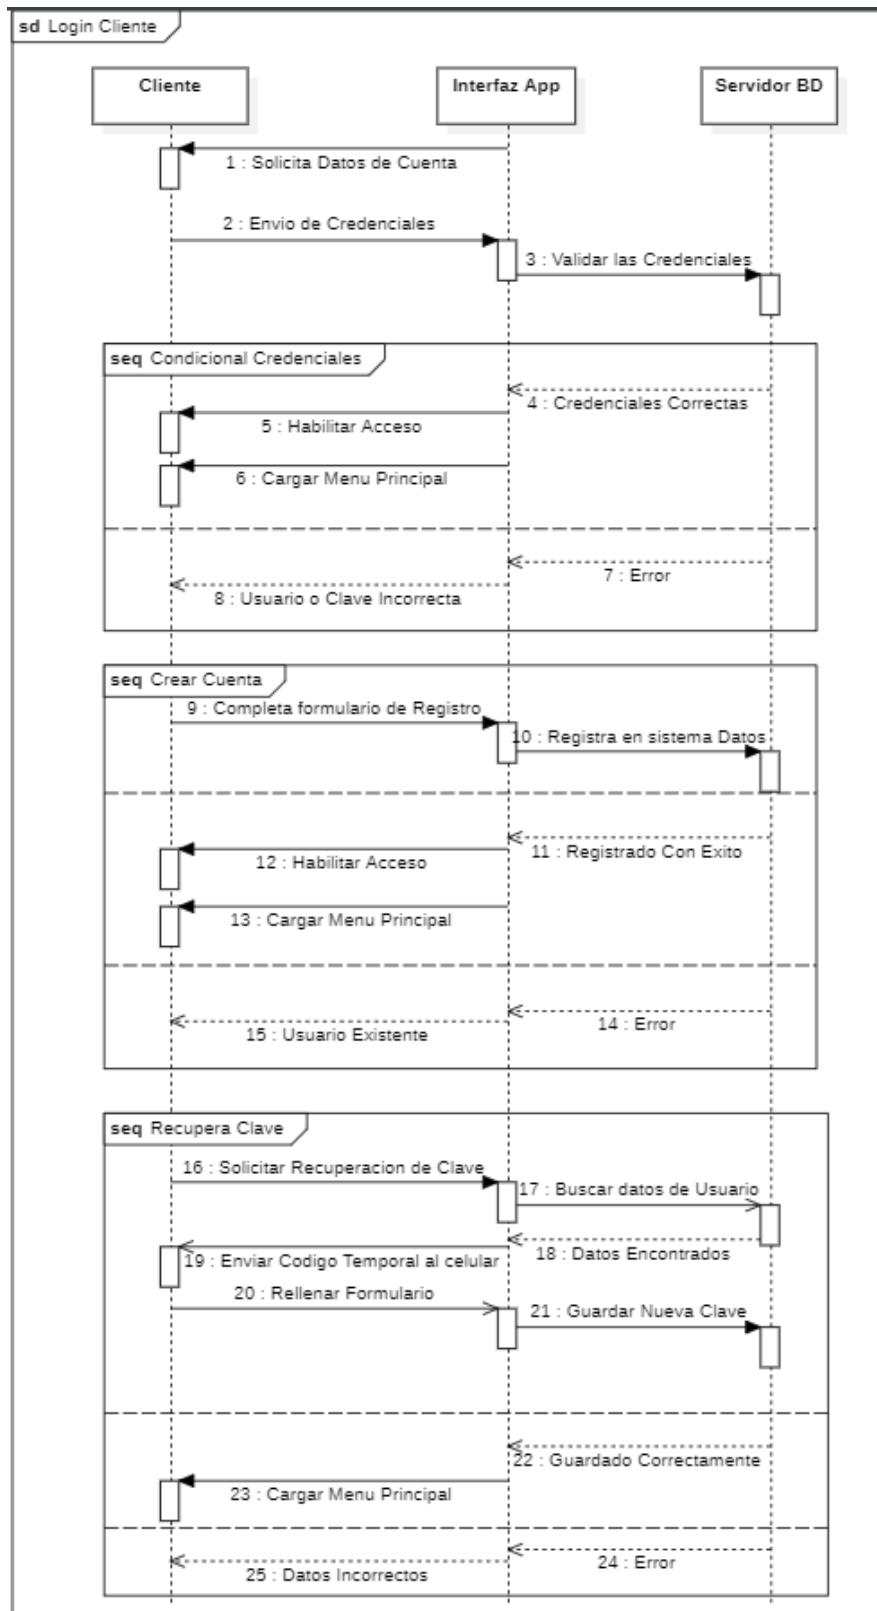 sd Login Cliente
Cliente
Interfaz App
Servidor BD
1 : Solicita Datos de Cuenta
2 : Envio de Credenciales
3 : Validar las Credenciales
seq Condicional Credenciales
4 : Credenciales Correctas
5 : Habilitar Acceso
6 : Cargar Menu Principal
7 : Error
8 : Usuario o Clave Incorrecta
seq Crear Cuenta
9 : Completa formulario de Registro
10 : Registra en sistema Datos
11 : Registrado Con Exito
12 : Habilitar Acceso
13 : Cargar Menu Principal
14 : Error
15 : Usuario Existente
seq Recupera Clave
16 : Solicitar Recuperacion de Clave
17 : Buscar datos de Usuario
18 : Datos Encontrados
19 : Enviar Codigo Temporal al celular
20 : Rellenar Formulario
21 : Guardar Nueva Clave
22 : Guardado Correctamente
23 : Cargar Menu Principal
24 : Error
25 : Datos Incorrectos